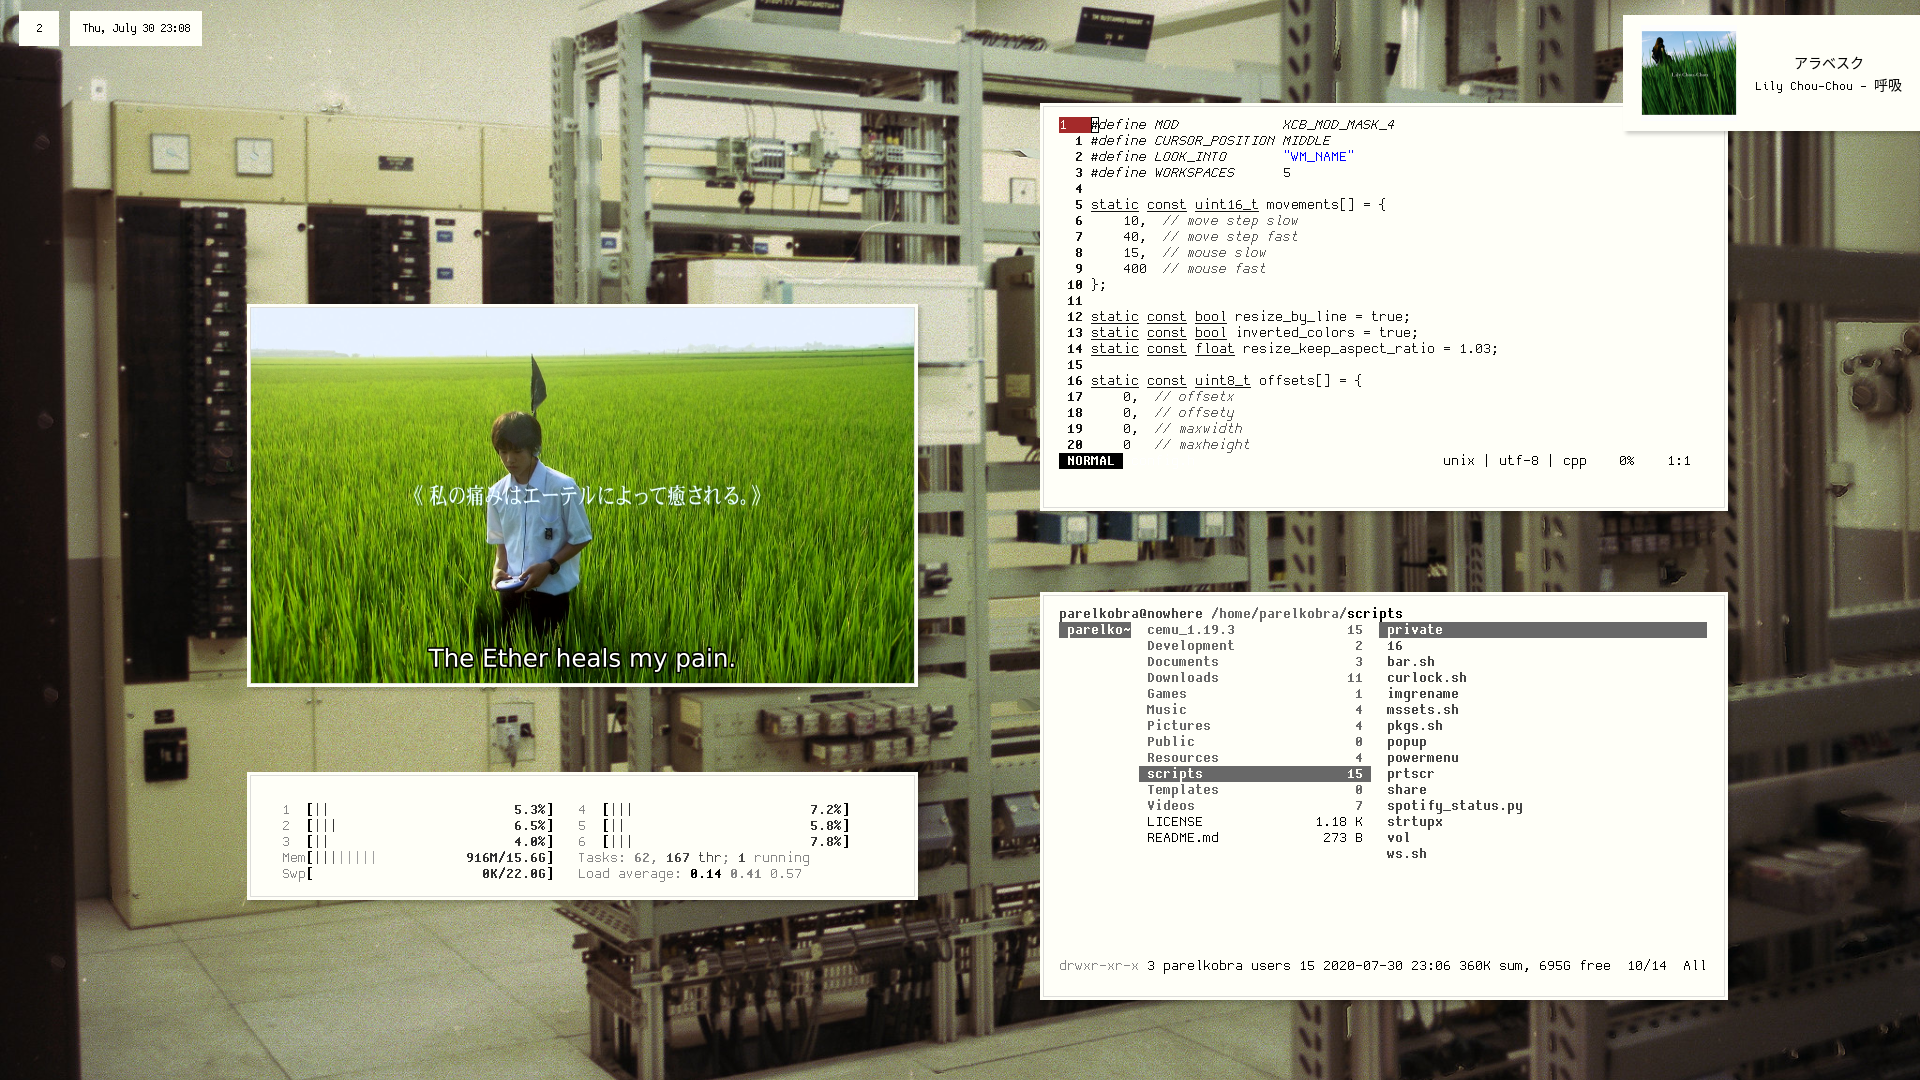 2
Thu, July 30 23:08
アラベスク
Lily Chou-Chou - 呼吸
Lily Chou-Chou
1 #define MOD XCB_MOD_MASK_4
1 #define CURSOR_POSITION MIDDLE
2 #define LOOK_INTO "WM_NAME"
3 #define WORKSPACES 5
4
5 static const uint16_t movements[] = {
6 10, // move step slow
7 40, // move step fast
8 15, // mouse slow
9 400 // mouse fast
10 };
11
12 static const bool resize_by_line = true;
13 static const bool inverted_colors = true;
14 static const float resize_keep_aspect_ratio = 1.03;
15
16 static const uint8_t offsets[] = {
17 0, // offsetx
18 0, // offsety
19 0, // maxwidth
20 0 // maxheight
NORMAL unix | utf-8 | cpp 0% 1:1
《私の痛みはエーテルによって癒される。》
The Ether heals my pain.
1 [|| 5.3%] 4 [||| 7.2%]
2 [||| 6.5%] 5 [|| 5.8%]
3 [|| 4.0%] 6 [||| 7.8%]
Mem[|||||||| 916M/15.6G] Tasks: 62, 167 thr; 1 running
Swp[ 0K/22.0G] Load average: 0.14 0.41 0.57
parelkobra@nowhere /home/parelkobra/scripts
parelko~ cemu_1.19.3 15 private
Development 2 16
Documents 3 bar.sh
Downloads 11 curlock.sh
Games 1 imgrename
Music 4 mssets.sh
Pictures 4 pkgs.sh
Public 0 popup
Resources 4 powermenu
scripts 15 prtscr
Templates 0 share
Videos 7 spotify_status.py
LICENSE 1.18 K strtupx
README.md 273 B vol
ws.sh
drwxr-xr-x 3 parelkobra users 15 2020-07-30 23:06 360K sum, 695G free 10/14 All